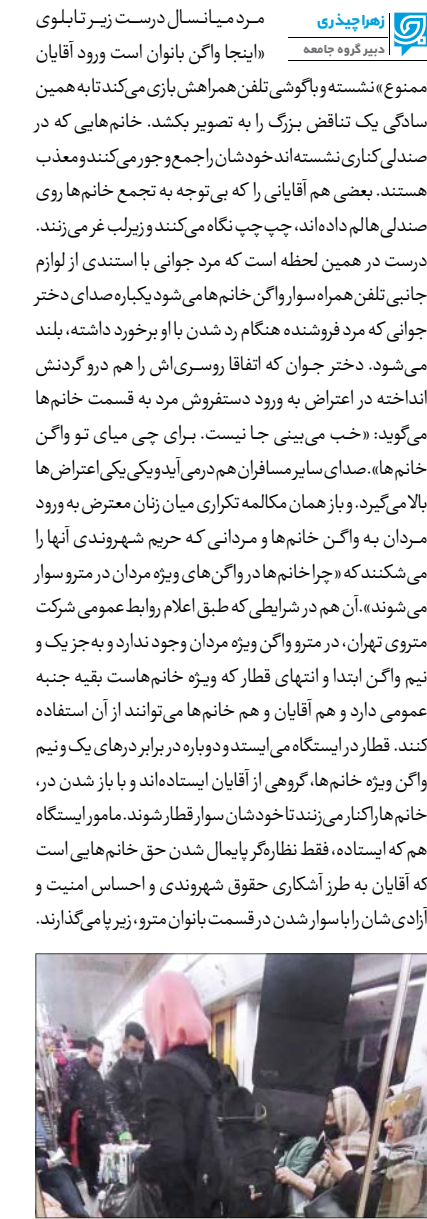 زهرا چیذری
دبیر گروه جامعه
مرد میانسال درست زیر تابلوی
«اینجا واگن بانوان است ورود آقایان
ممنوع» نشسته و با گوشی تلفن همراهش بازی می‌کند تا به همین
سادگی یک تناقض بزرگ را به تصویر بکشد. خانم‌هایی که در
صندلی کناری نشسته‌اند خودشان را جمع و جور می‌کنند و معذب
هستند. بعضی هم آقایانی را که بی‌توجه به تجمع خانم‌ها روی
صندلی‌ها لم داده‌اند، چپ چپ نگاه می‌کنند و زیر لب غر می‌زنند.
درست در همین لحظه است که مرد جوانی با استندی از لوازم
جانبی تلفن همراه سوار واگن خانم‌ها می‌شود یکباره صدای دختر
جوانی که مرد فروشنده هنگام رد شدن با او برخورد داشته، بلند
می‌شود. دختر جوان که اتفاقا روسری‌اش را هم درو گردنش
انداخته در اعتراض به ورود دستفروش مرد به قسمت خانم‌ها
می‌گوید: «خب می‌بینی جا نیست. برای چی میای تو واگن
خانم‌ها». صدای سایر مسافران هم درمی‌آید و یکی یکی اعتراض‌ها
بالا می‌گیرد. و باز همان مکالمه تکراری میان زنان معترض به ورود
مردان به واگن خانم‌ها و مردانی که حریم شهروندی آنها را
می‌شکنند که «چرا خانم‌ها در واگن‌های ویژه مردان در مترو سوار
می‌شوند». آن هم در شرایطی که طبق اعلام روابط عمومی شرکت
متروی تهران، در مترو واگن ویژه مردان وجود ندارد و به‌جز یک و
نیم واگن ابتدا و انتهای قطار که ویژه خانم‌هاست بقیه جنبه
عمومی دارد و هم آقایان و هم خانم‌ها می‌توانند از آن استفاده
کنند. قطار در ایستگاه می‌ایستد و دوباره در برابر درهای یک و نیم
واگن ویژه خانم‌ها، گروهی از آقایان ایستاده‌اند و با باز شدن در،
خانم‌ها را کنار می‌زنند تا خودشان سوار قطار شوند. مامور ایستگاه
هم که ایستاده، فقط نظاره‌گر پایمال شدن حق خانم‌هایی است
که آقایان به طرز آشکاری حقوق شهروندی و احساس امنیت و
آزادی‌شان را با سوار شدن در قسمت بانوان مترو، زیر پا می‌گذارند.